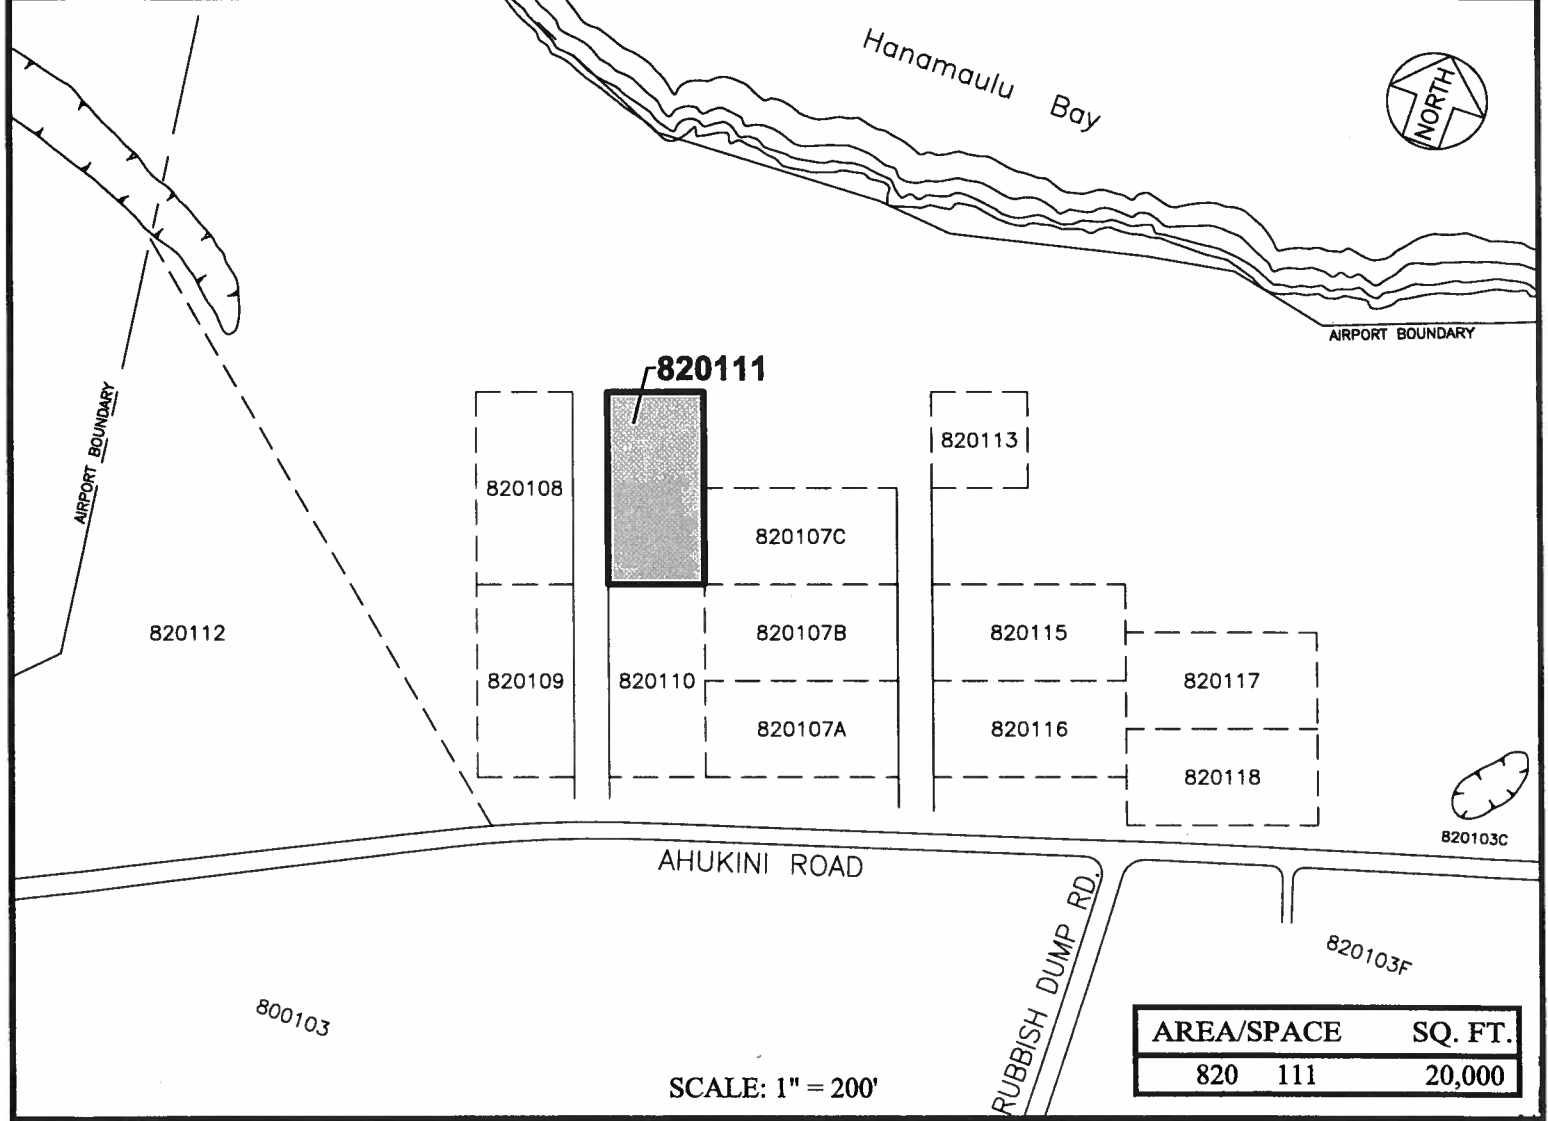 Hanamaulu Bay
NORTH
AIRPORT BOUNDARY
820111
AIRPORT BOUNDARY
820113
820108
820107C
820112
820107B
820115
820109
820110
820117
820107A
820116
820118
820103C
AHUKINI ROAD
RUBBISH DUMP RD.
820103F
800103
AREA/SPACE SQ. FT.
820 111 20,000
SCALE: 1" = 200'